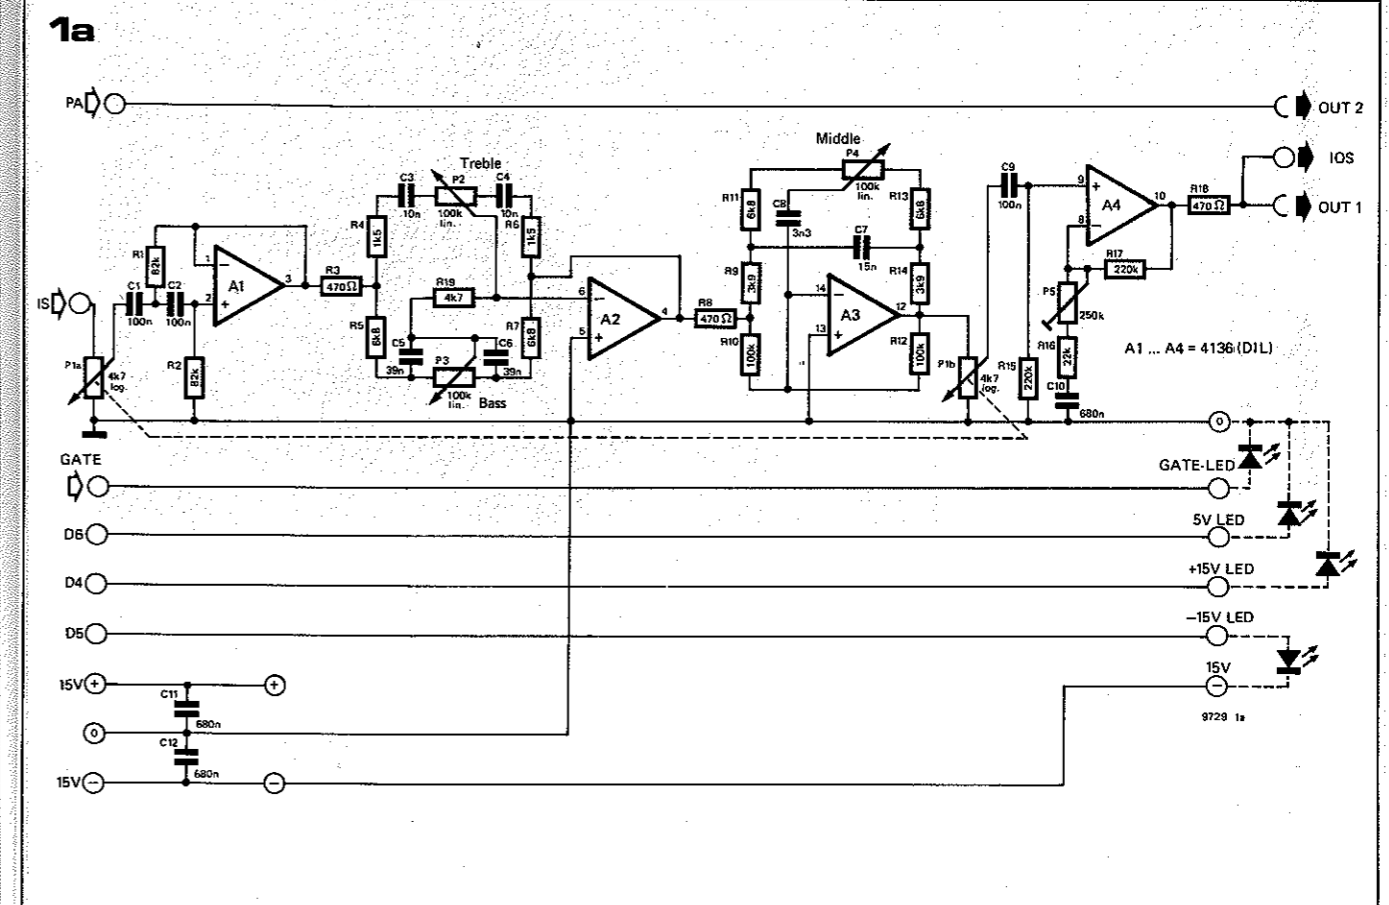 1a
PA
OUT 2
Middle
P4
100k
lin.
IOS
OUT 1
Treble
C3
10n
P2
100k
lin.
C4
10n
R4
1k5
R6
1k5
R11
6k8
C8
3n3
R13
6k8
C7
15n
C9
100n
9
+
A4
10
8
−
R18
470Ω
R17
220k
R1
82k
1
−
A1
3
2
+
R3
470Ω
R19
4k7
6
−
A2
4
5
+
R9
3k9
R14
3k9
14
−
A3
12
13
+
P5
250k
IS
C1
100n
C2
100n
R5
6k8
R7
6k8
R8
470Ω
R10
100k
R12
100k
R16
22k
A1 ... A4 = 4136 (DIL)
P1a
4k7
log.
R2
82k
C5
39n
P3
100k
lin.
C6
39n
Bass
P1b
4k7
log.
R15
220k
C10
680n
0
GATE
GATE-LED
D6
5V LED
D4
+15V LED
D5
−15V LED
15V +
+
C11
680n
15V
−
0
C12
680n
9729 1a
15V −
−